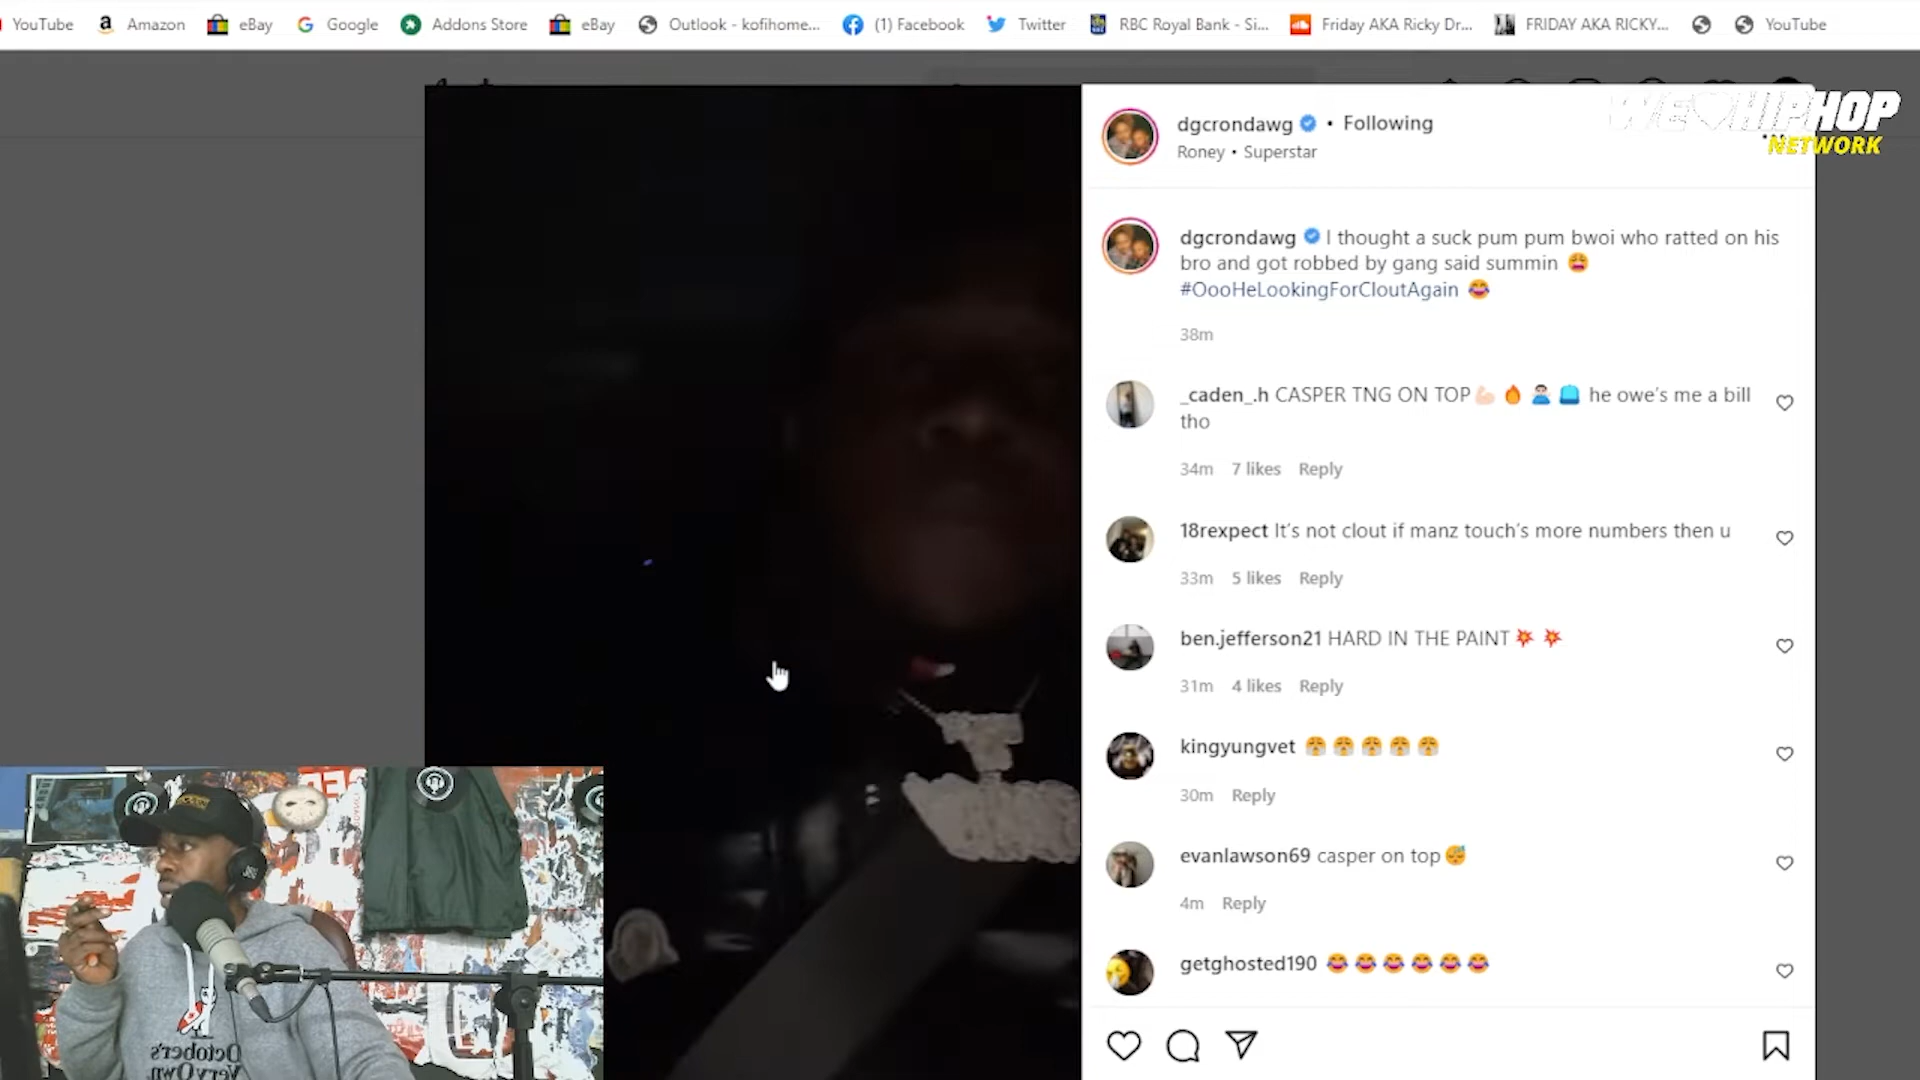 YouTube Amazon eBay Google Addons Store eBay Outlook - kofihome... (1) Facebook Twitter RBC Royal Bank - Si... Friday AKA Ricky Dr... FRIDAY AKA RICKY... YouTube
WE HIPHOP
NETWORK
dgcrondawg • Following
Roney • Superstar
dgcrondawg I thought a suck pum pum bwoi who ratted on his
bro and got robbed by gang said summin 😩
#OooHeLookingForCloutAgain 😂
38m
_caden_.h CASPER TNG ON TOP💪🏻 🔥 🤦🏻‍♂️ 🧢 he owe's me a bill
tho
34m 7 likes Reply
18rexpect It's not clout if manz touch's more numbers then u
33m 5 likes Reply
ben.jefferson21 HARD IN THE PAINT💥 💥
31m 4 likes Reply
kingyungvet 😤 😤 😤 😤 😤
30m Reply
evanlawson69 casper on top😴
4m Reply
getghosted190 😂 😂 😂 😂 😂 😂
October's
Very Own